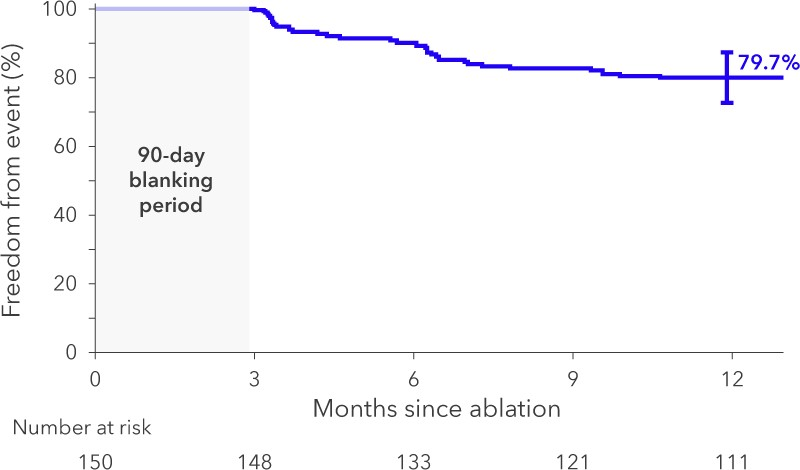 100
80
60
40
20
0
Freedom from event (%)
90-day
blanking
period
79.7%
0 3 6 9 12
Months since ablation
Number at risk
150 148 133 121 111